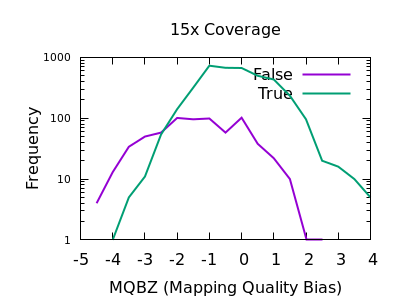 15x Coverage
1000
False
True
100
Frequency
10
1
-5 -4 -3 -2 -1 0 1 2 3 4
MQBZ (Mapping Quality Bias)